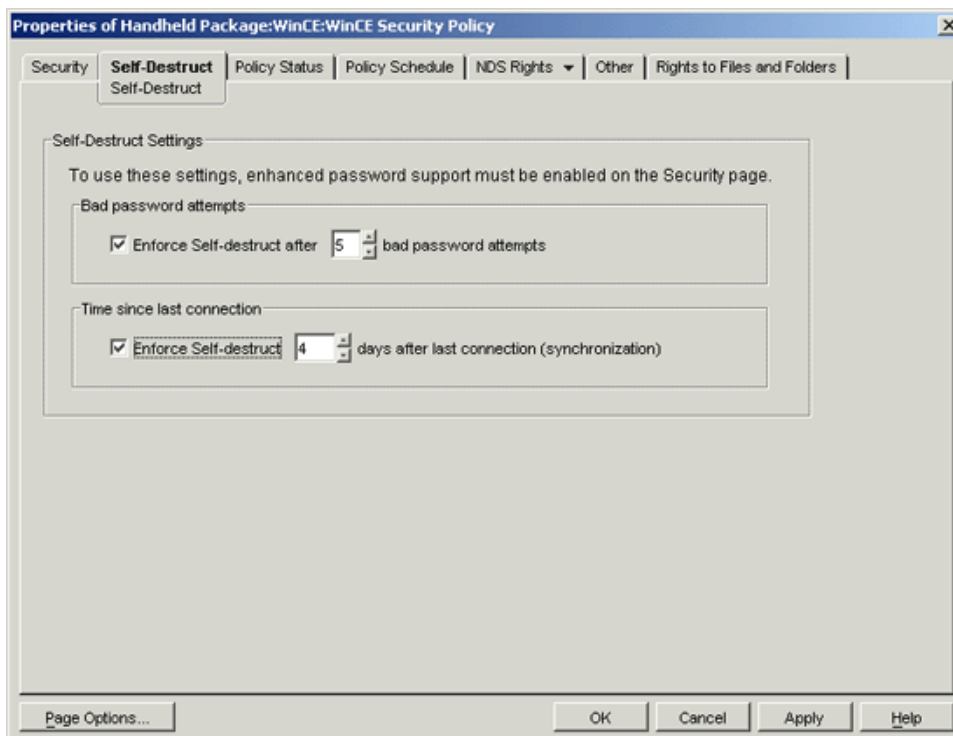 Properties of Handheld Package:WinCE:WinCE Security Policy
Security Self-Destruct Policy Status Policy Schedule NDS Rights Other Rights to Files and Folders
Self-Destruct
Self-Destruct Settings
To use these settings, enhanced password support must be enabled on the Security page.
Bad password attempts
Enforce Self-destruct after 5 bad password attempts
Time since last connection
Enforce Self-destruct 4 days after last connection (synchronization)
Page Options... OK Cancel Apply Help